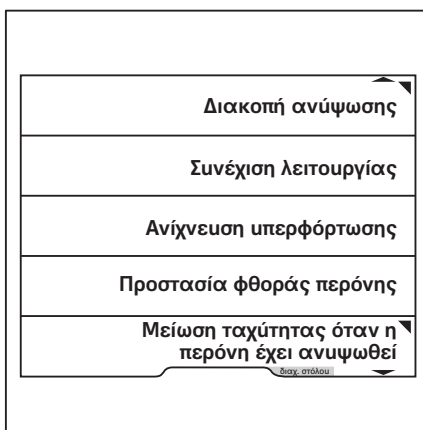 Διακοπή ανύψωσης
Συνέχιση λειτουργίας
Ανίχνευση υπερφόρτωσης
Προστασία φθοράς περόνης
Μείωση ταχύτητας όταν η
περόνη έχει ανυψωθεί
διαχ. στόλου